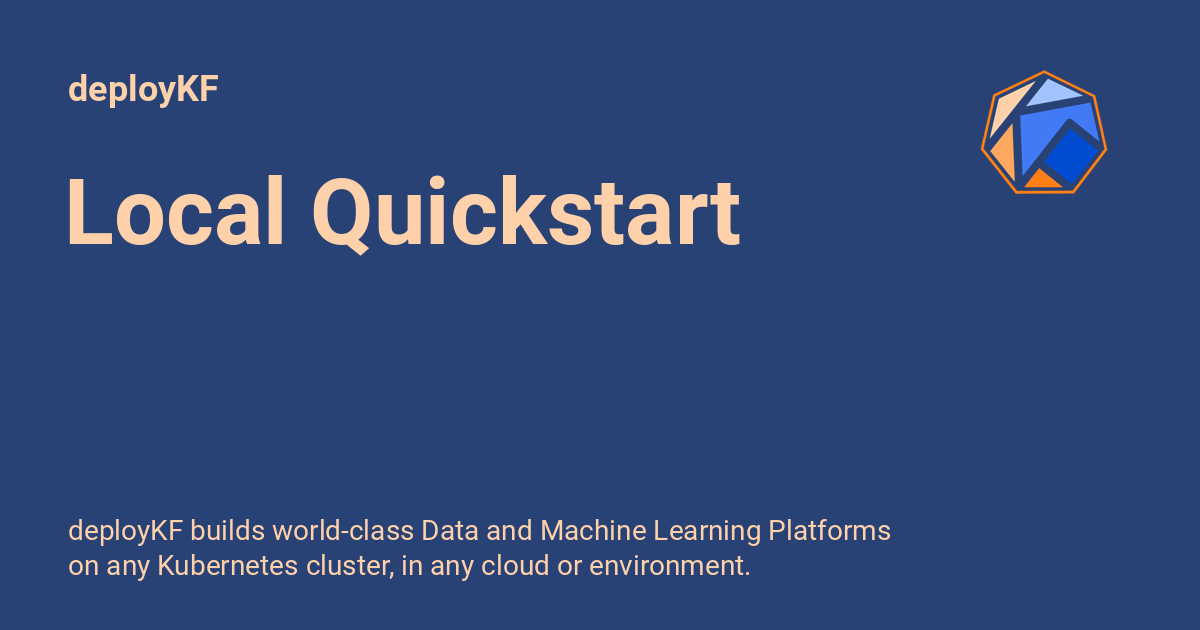 deployKF
Local Quickstart
deployKF builds world-class Data and Machine Learning Platforms
on any Kubernetes cluster, in any cloud or environment.